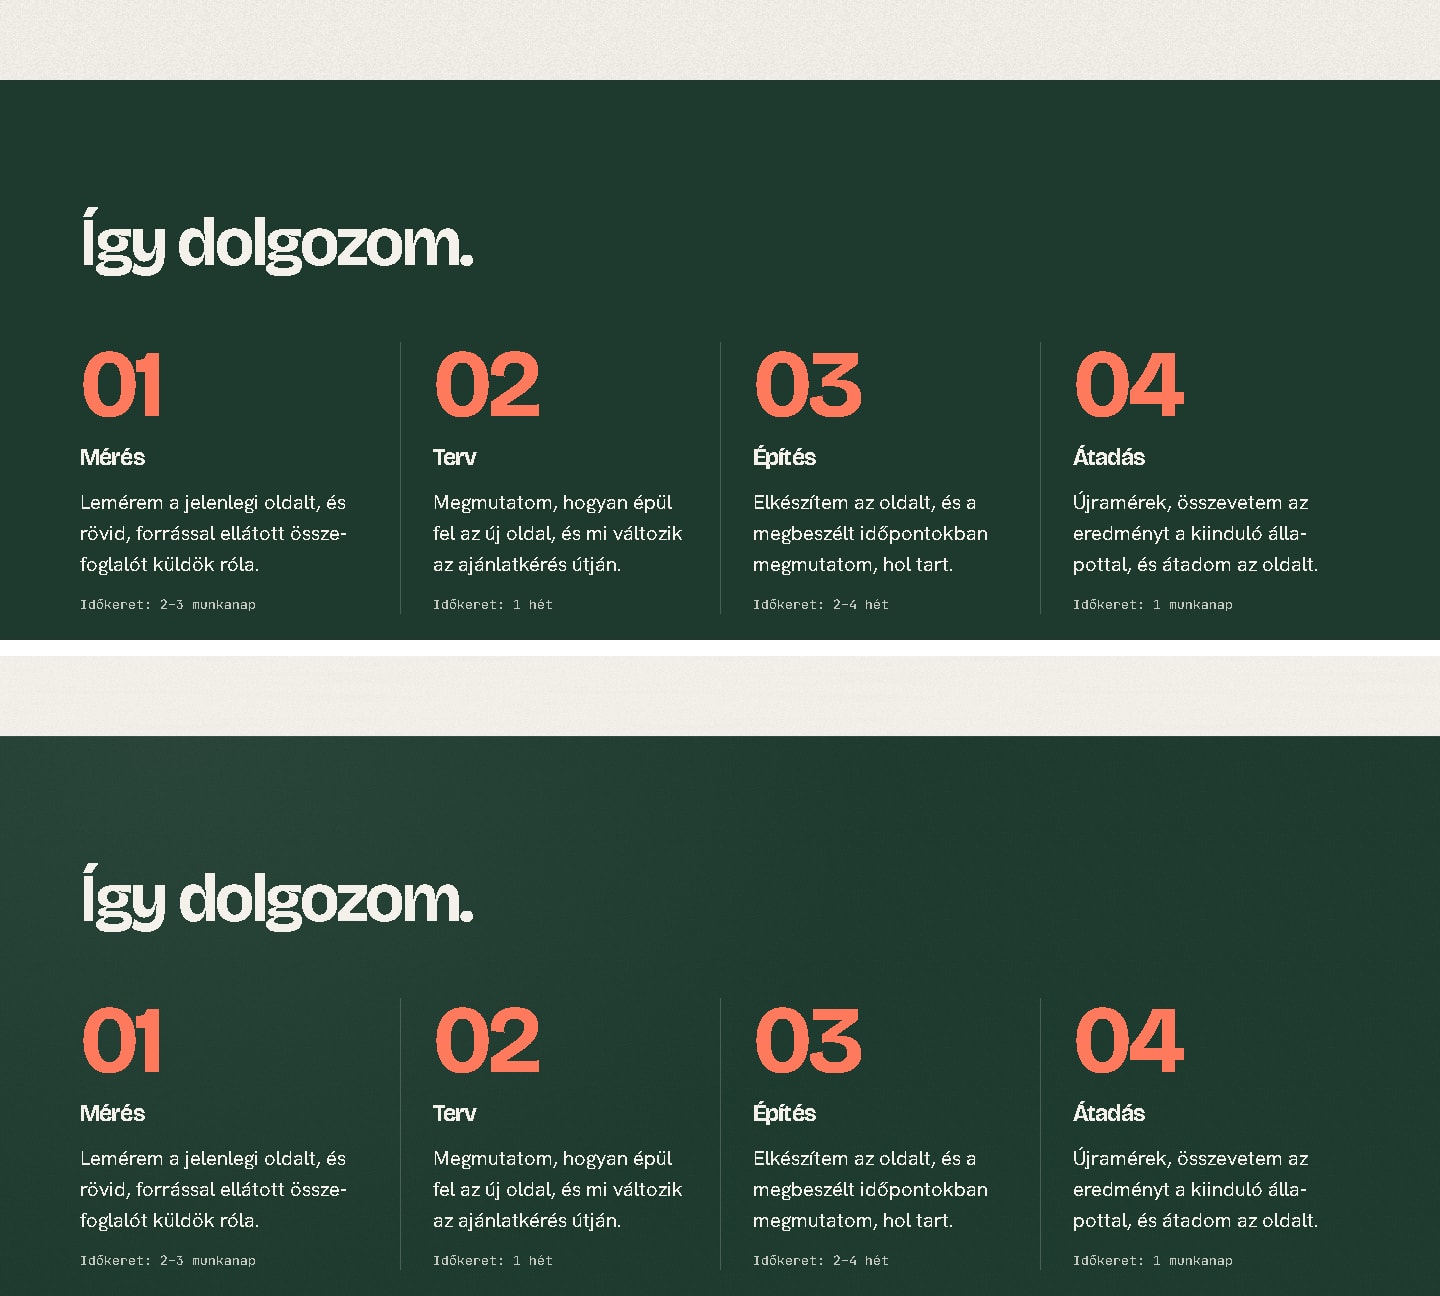 Így dolgozom.
01
Mérés
Lemérem a jelenlegi oldalt, és
rövid, forrással ellátott össze-
foglalót küldök róla.
Időkeret: 2–3 munkanap
02
Terv
Megmutatom, hogyan épül
fel az új oldal, és mi változik
az ajánlatkérés útján.
Időkeret: 1 hét
03
Építés
Elkészítem az oldalt, és a
megbeszélt időpontokban
megmutatom, hol tart.
Időkeret: 2–4 hét
04
Átadás
Újramérek, összevetem az
eredményt a kiinduló álla-
pottal, és átadom az oldalt.
Időkeret: 1 munkanap
Így dolgozom.
01
Mérés
Lemérem a jelenlegi oldalt, és
rövid, forrással ellátott össze-
foglalót küldök róla.
Időkeret: 2–3 munkanap
02
Terv
Megmutatom, hogyan épül
fel az új oldal, és mi változik
az ajánlatkérés útján.
Időkeret: 1 hét
03
Építés
Elkészítem az oldalt, és a
megbeszélt időpontokban
megmutatom, hol tart.
Időkeret: 2–4 hét
04
Átadás
Újramérek, összevetem az
eredményt a kiinduló álla-
pottal, és átadom az oldalt.
Időkeret: 1 munkanap